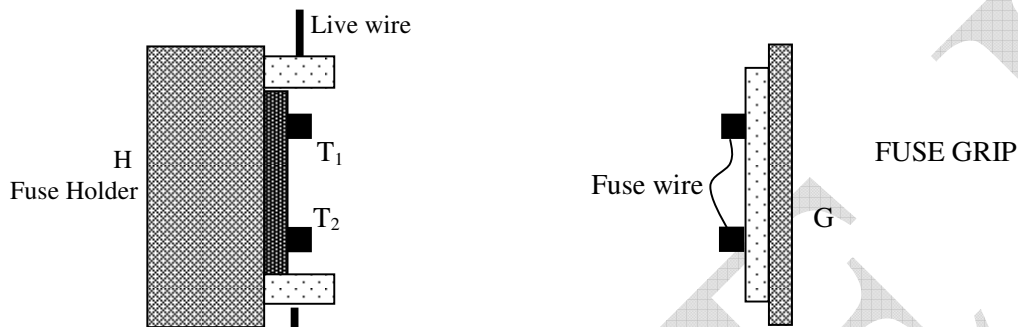 Live wire
T1
H
Fuse Holder
T2
Fuse wire
G
FUSE GRIP